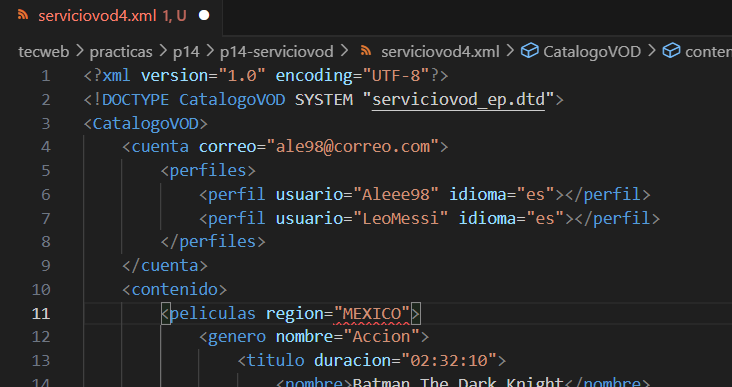 serviciovod4.xml 1, U
tecweb > practicas > p14 > p14-serviciovod > serviciovod4.xml > CatalogoVOD > conten
1 <?xml version="1.0" encoding="UTF-8"?>
2 <!DOCTYPE CatalogoVOD SYSTEM "serviciovod_ep.dtd">
3 <CatalogoVOD>
4 <cuenta correo="ale98@correo.com">
5 <perfiles>
6 <perfil usuario="Aleee98" idioma="es"></perfil>
7 <perfil usuario="LeoMessi" idioma="es"></perfil>
8 </perfiles>
9 </cuenta>
10 <contenido>
11 <peliculas region="MEXICO">
12 <genero nombre="Accion">
13 <titulo duracion="02:32:10">
14 <nombre>Batman The Dark Knight</nombre>